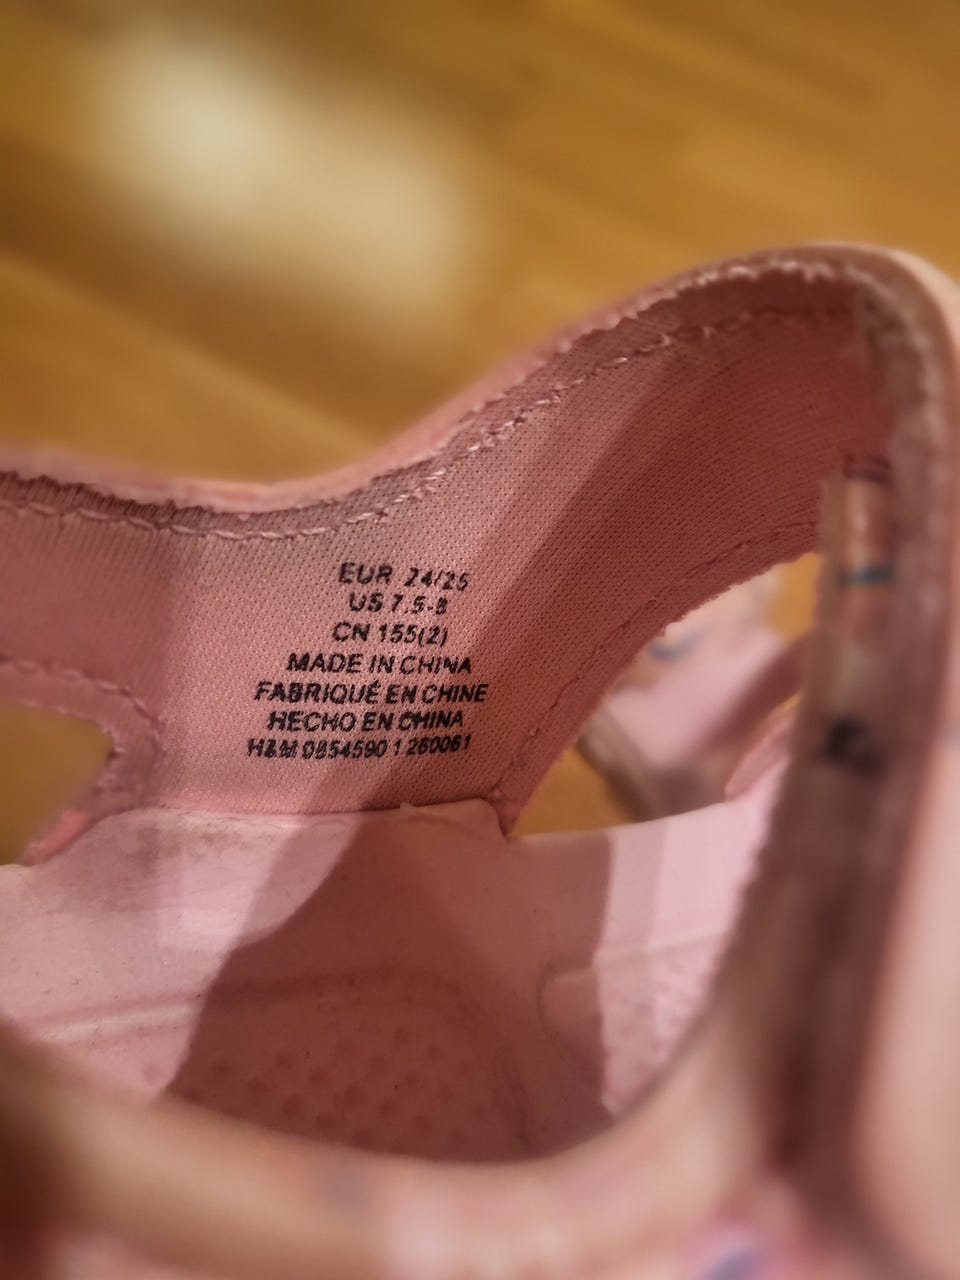 EUR 24/25
US 7.5-8
CN 155(2)
MADE IN CHINA
FABRIQUÉ EN CHINE
HECHO EN CHINA
H&M 0854590 1 260061